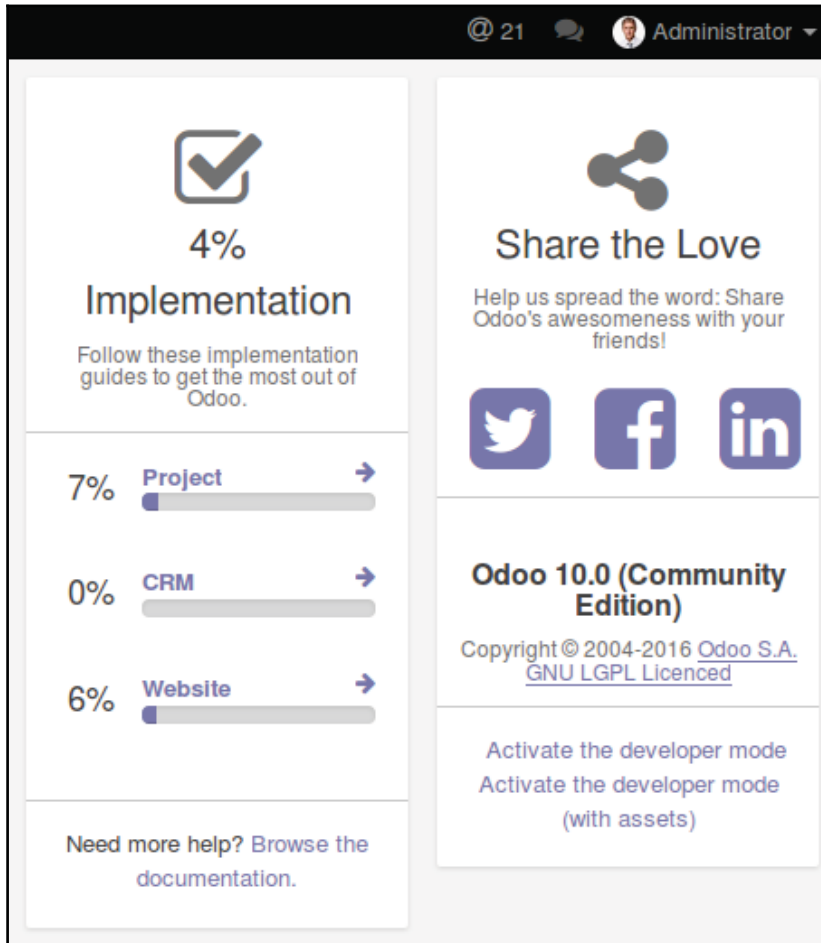 @ 21 Administrator
4%
Implementation
Follow these implementation
guides to get the most out of
Odoo.
7% Project
0% CRM
6% Website
Need more help? Browse the
documentation.
Share the Love
Help us spread the word: Share
Odoo's awesomeness with your
friends!
in
Odoo 10.0 (Community
Edition)
Copyright © 2004-2016 Odoo S.A.
GNU LGPL Licenced
Activate the developer mode
Activate the developer mode
(with assets)